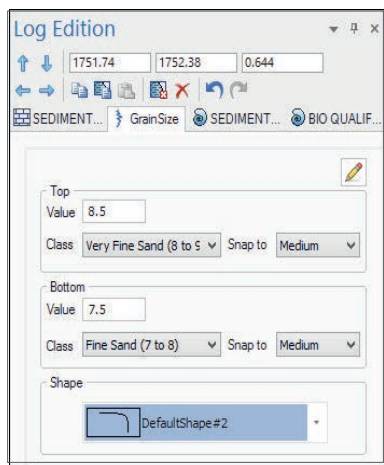 Log Edition
1751.74 1752.38 0.644
SEDIMENT... GrainSize SEDIMENT... BIO QUALIF...
Top
Value 8.5
Class Very Fine Sand (8 to 9 Snap to Medium
Bottom
Value 7.5
Class Fine Sand (7 to 8) Snap to Medium
Shape
DefaultShape#2